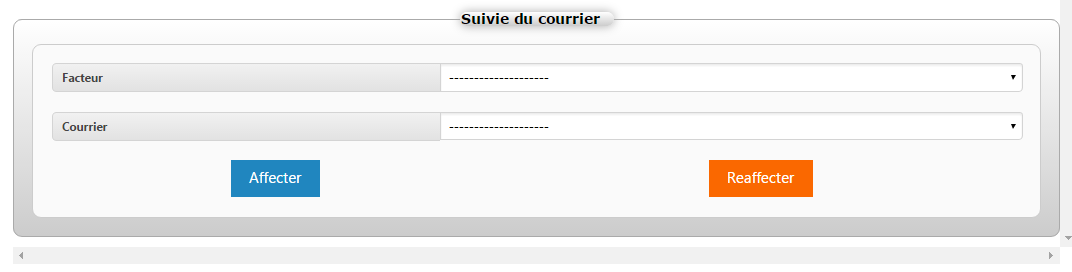 Suivie du courrier
Facteur
--------------------
Courrier
--------------------
Affecter
Reaffecter